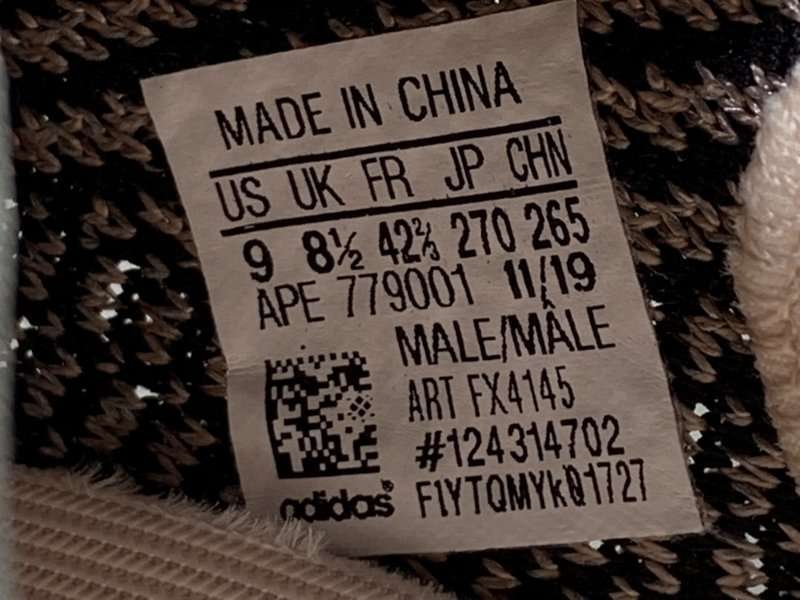 MADE IN CHINA
US UK FR JP CHN
9 8½ 42⅔ 270 265
APE 779001 11/19
MALE/MÂLE
ART FX4145
#124314702
adidas®